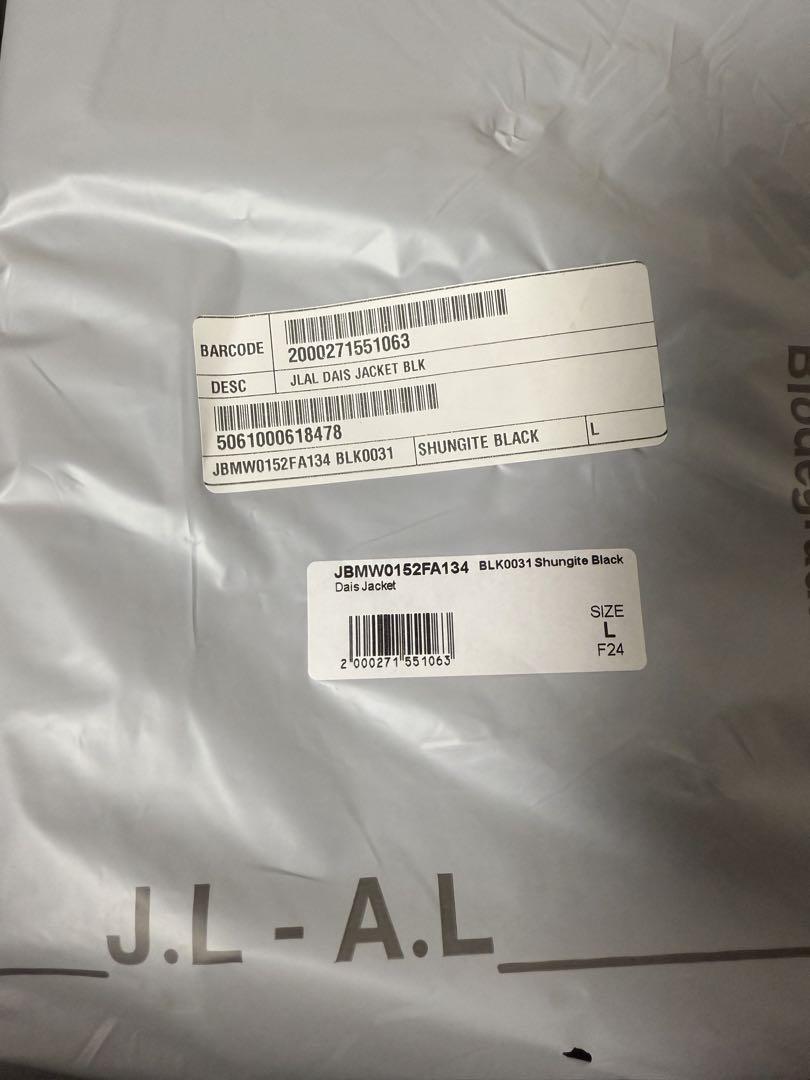 BARCODE
2000271551063
DESC JLAL DAIS JACKET BLK
5061000618478
JBMW0152FA134 BLK0031 SHUNGITE BLACK L
JBMW0152FA134 BLK0031 Shungite Black
Dais Jacket
SIZE
L
F24
2 000271 551063
J.L - A.L